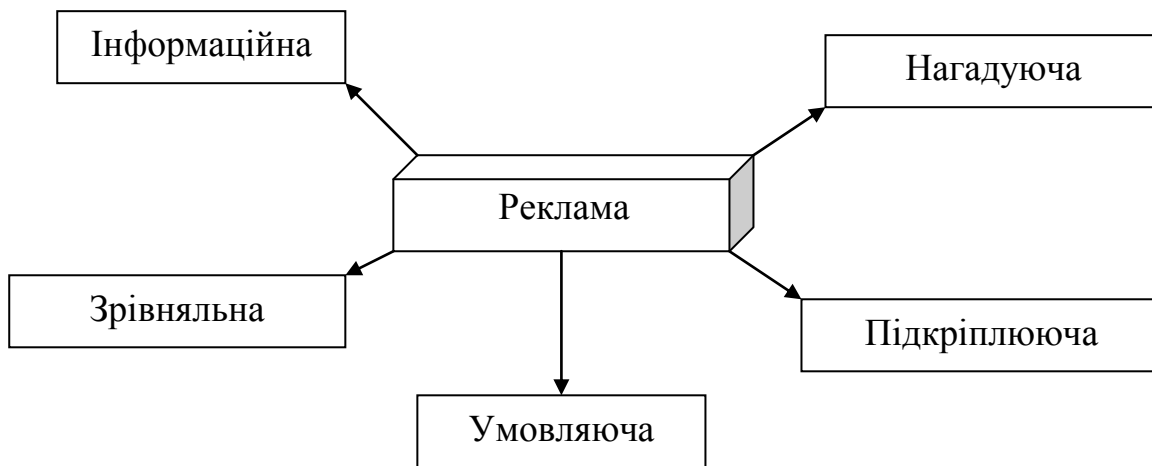 Інформаційна
Нагадуюча
Реклама
Зрівняльна
Підкріплююча
Умовляюча